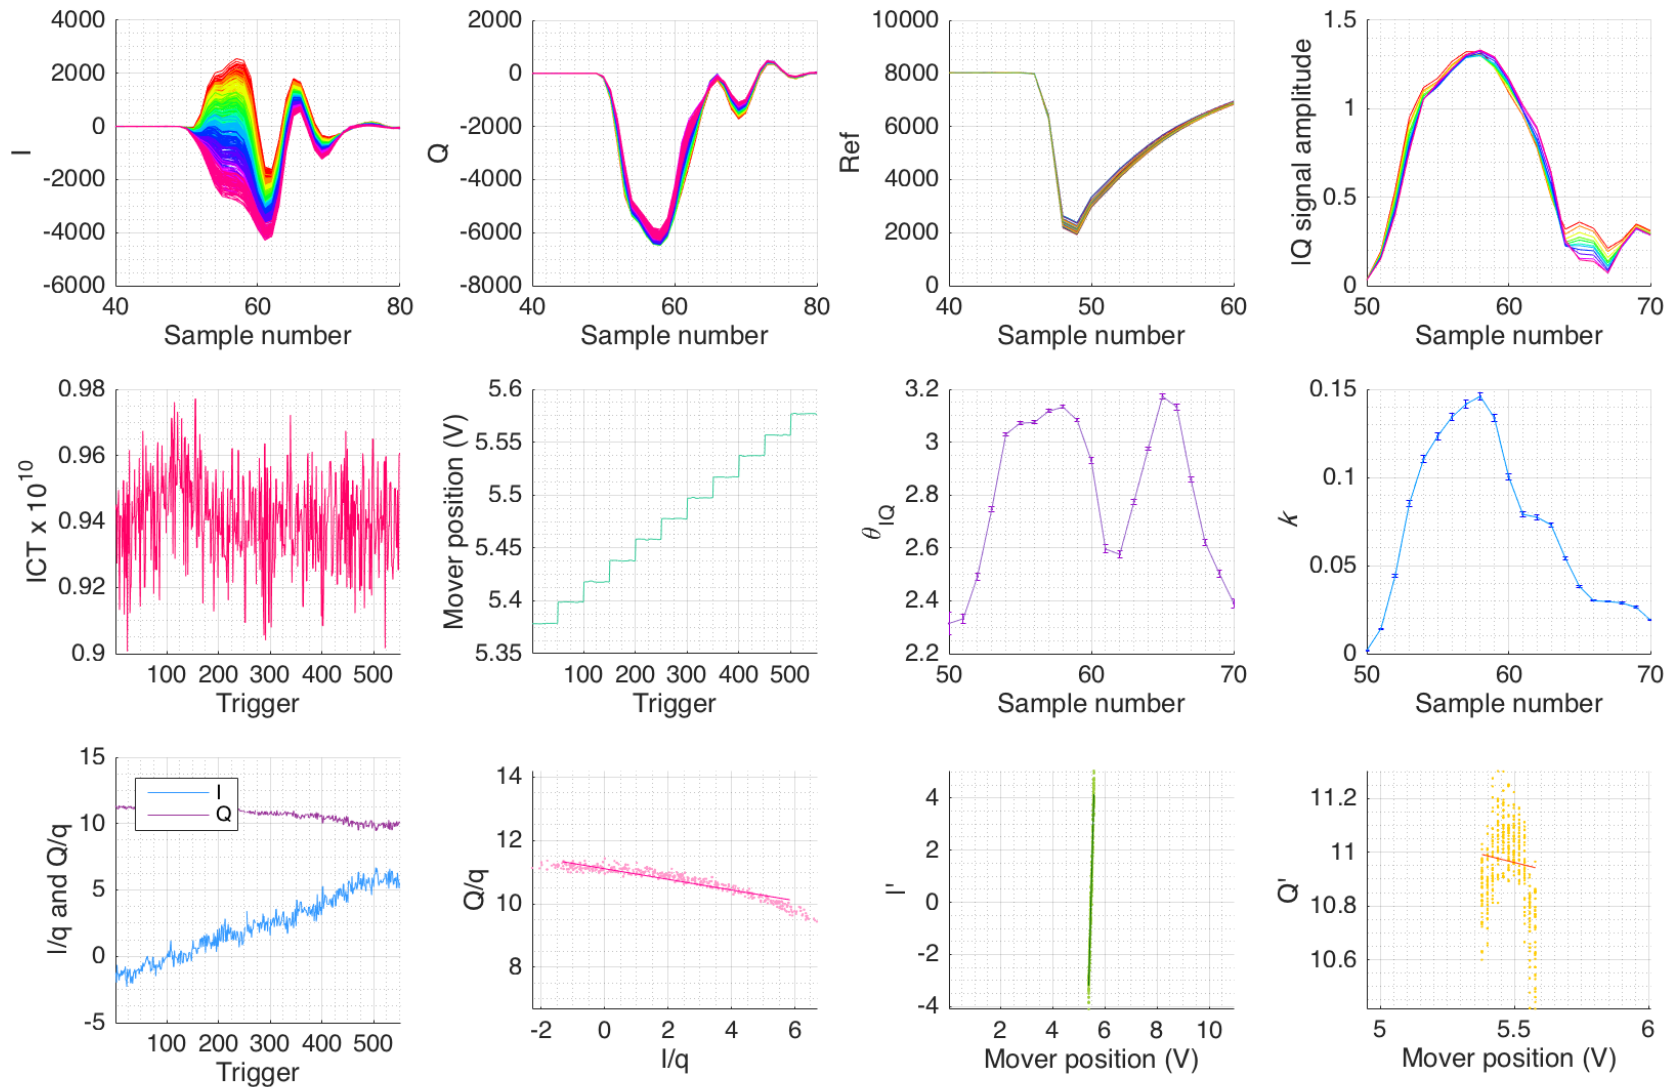 4000
2000
0
-2000
-4000
-6000
I
40 60 80
Sample number
2000
0
-2000
-4000
-6000
-8000
Q
40 60 80
Sample number
10000
8000
6000
4000
2000
0
Ref
40 50 60
Sample number
1.5
1
0.5
0
IQ signal amplitude
50 60 70
Sample number
0.98
0.96
0.94
0.92
0.9
ICT x 10^10
100 200 300 400 500
Trigger
5.6
5.55
5.5
5.45
5.4
5.35
Mover position (V)
100 200 300 400 500
Trigger
3.2
3
2.8
2.6
2.4
2.2
θ_IQ
50 60 70
Sample number
0.15
0.1
0.05
0
k
50 60 70
Sample number
15
10
5
0
-5
I/q and Q/q
I
Q
100 200 300 400 500
Trigger
14
12
10
8
Q/q
-2 0 2 4 6
I/q
4
2
0
-2
-4
I'
2 4 6 8 10
Mover position (V)
11.2
11
10.8
10.6
Q'
5 5.5 6
Mover position (V)